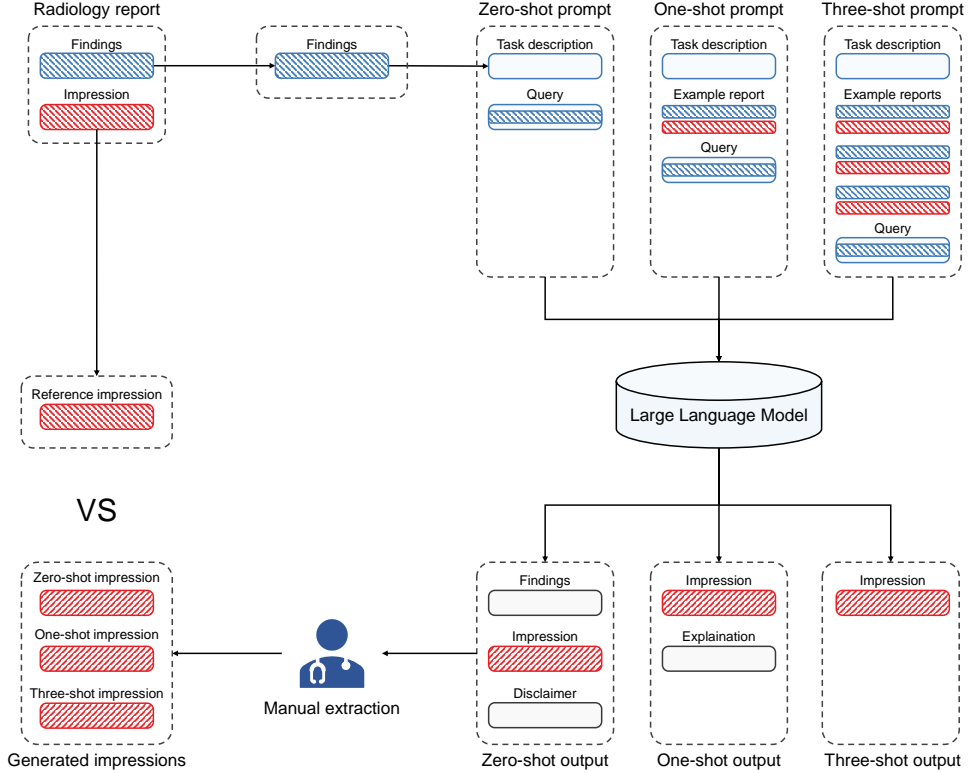 Radiology report
Findings
Impression
Findings
Zero-shot prompt
Task description
Query
One-shot prompt
Task description
Example report
Query
Three-shot prompt
Task description
Example reports
Query
Large Language Model
Reference impression
VS
Zero-shot impression
One-shot impression
Three-shot impression
Generated impressions
Manual extraction
Findings
Impression
Disclaimer
Zero-shot output
Impression
Explaination
One-shot output
Impression
Three-shot output